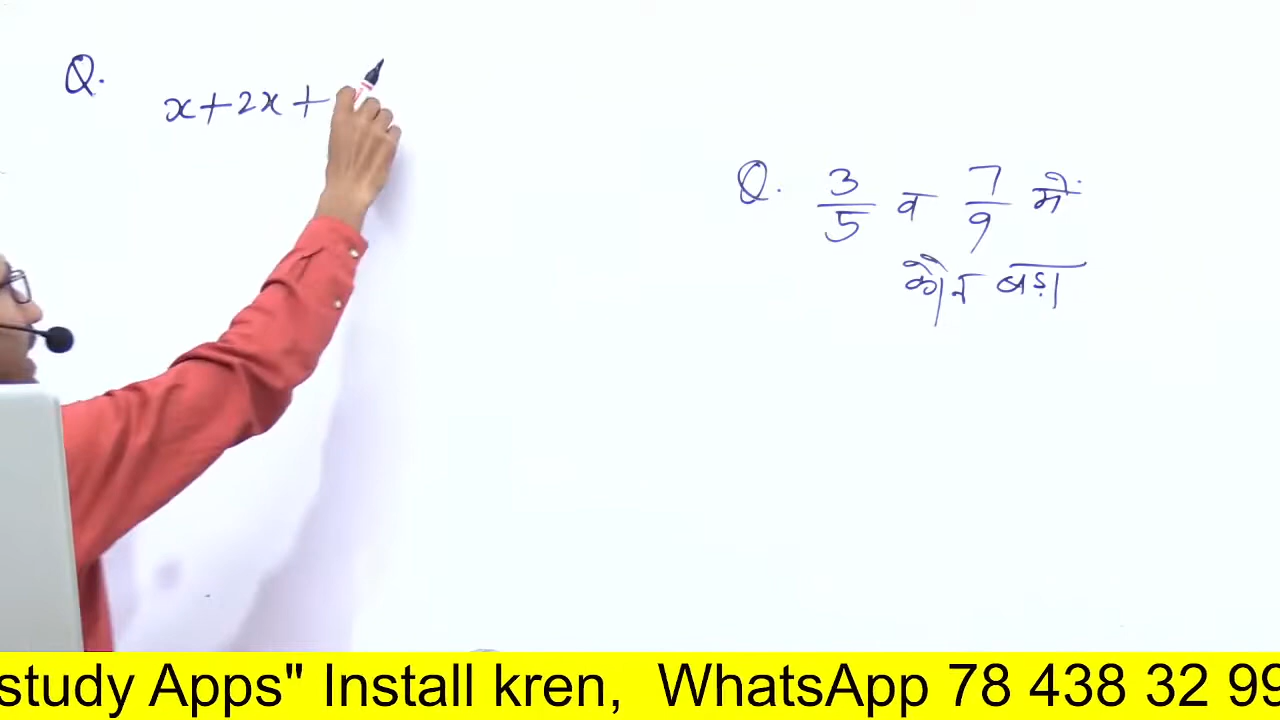 Q. x+2x+
Q. 3/5 व 7/9 में
कौन बड़ा
study Apps" Install kren, WhatsApp 78 438 32 99